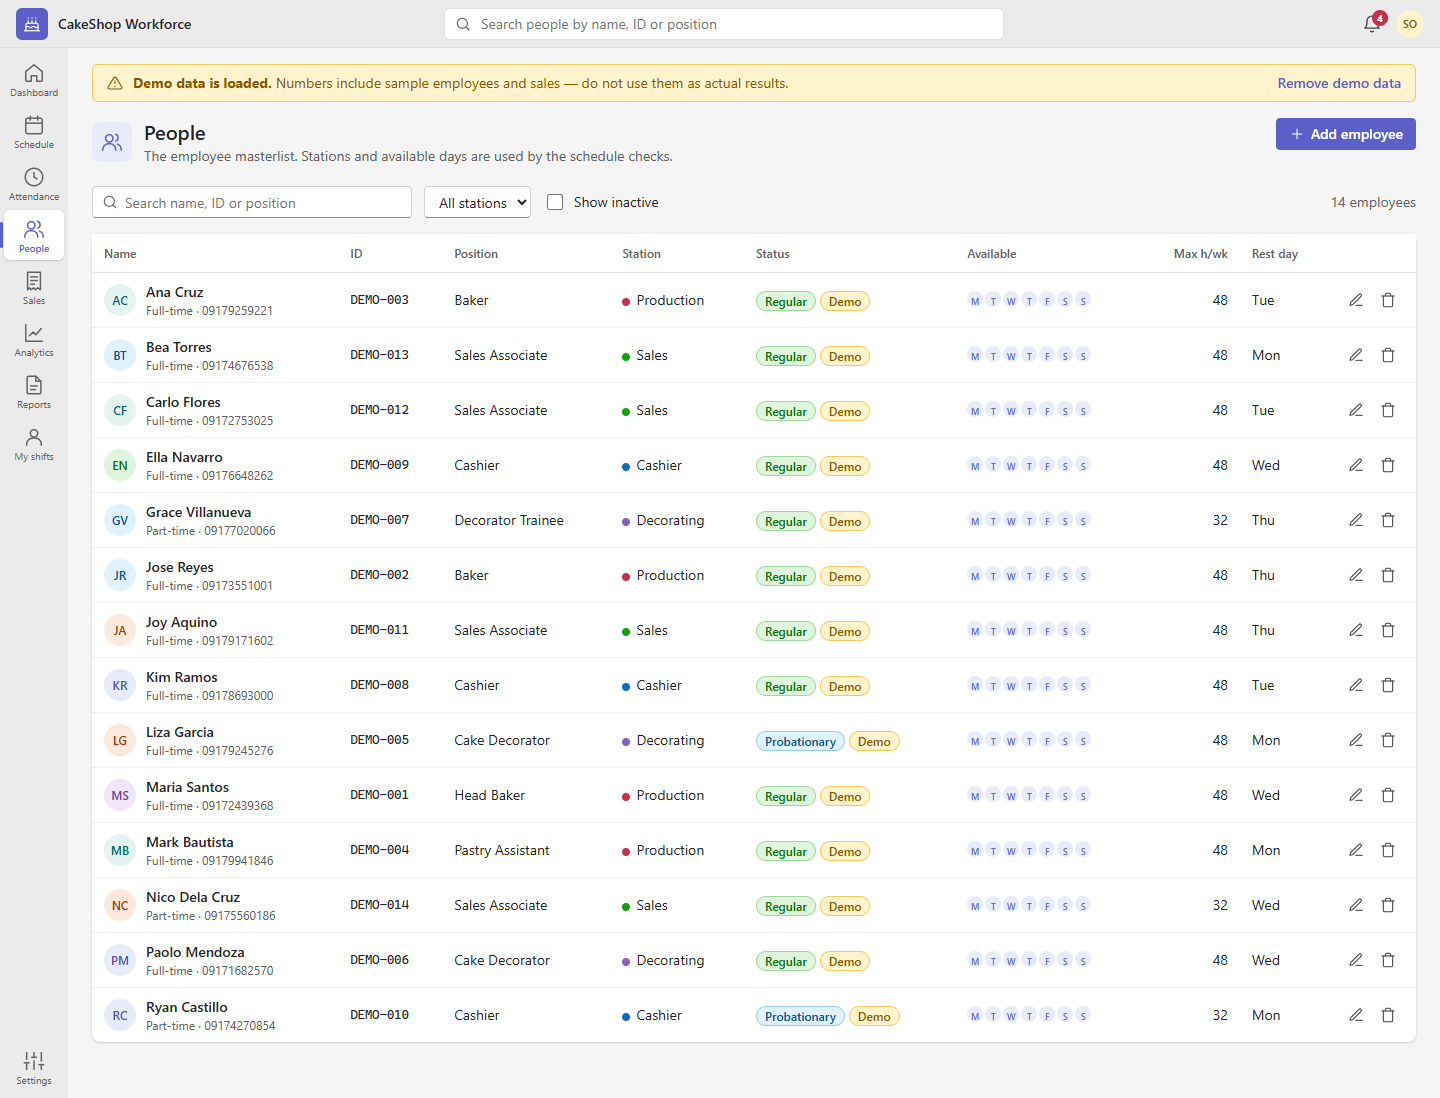 CakeShop Workforce
Search people by name, ID or position
4
SO
Dashboard
Schedule
Attendance
People
Sales
Analytics
Reports
My shifts
Settings
Demo data is loaded. Numbers include sample employees and sales — do not use them as actual results.
Remove demo data
People
The employee masterlist. Stations and available days are used by the schedule checks.
Add employee
Search name, ID or position
All stations
Show inactive
14 employees
Name ID Position Station Status Available Max h/wk Rest day
AC Ana Cruz DEMO-003 Baker Production Regular Demo M T W T F S S 48 Tue
Full-time · 09179259221
BT Bea Torres DEMO-013 Sales Associate Sales Regular Demo M T W T F S S 48 Mon
Full-time · 09174676538
CF Carlo Flores DEMO-012 Sales Associate Sales Regular Demo M T W T F S S 48 Tue
Full-time · 09172753025
EN Ella Navarro DEMO-009 Cashier Cashier Regular Demo M T W T F S S 48 Wed
Full-time · 09176648262
GV Grace Villanueva DEMO-007 Decorator Trainee Decorating Regular Demo M T W T F S S 32 Thu
Part-time · 09177020066
JR Jose Reyes DEMO-002 Baker Production Regular Demo M T W T F S S 48 Thu
Full-time · 09173551001
JA Joy Aquino DEMO-011 Sales Associate Sales Regular Demo M T W T F S S 48 Thu
Full-time · 09179171602
KR Kim Ramos DEMO-008 Cashier Cashier Regular Demo M T W T F S S 48 Tue
Full-time · 09178693000
LG Liza Garcia DEMO-005 Cake Decorator Decorating Probationary Demo M T W T F S S 48 Mon
Full-time · 09179245276
MS Maria Santos DEMO-001 Head Baker Production Regular Demo M T W T F S S 48 Wed
Full-time · 09172439368
MB Mark Bautista DEMO-004 Pastry Assistant Production Regular Demo M T W T F S S 48 Mon
Full-time · 09179941846
NC Nico Dela Cruz DEMO-014 Sales Associate Sales Regular Demo M T W T F S S 32 Wed
Part-time · 09175560186
PM Paolo Mendoza DEMO-006 Cake Decorator Decorating Regular Demo M T W T F S S 48 Wed
Full-time · 09171682570
RC Ryan Castillo DEMO-010 Cashier Cashier Probationary Demo M T W T F S S 32 Mon
Part-time · 09174270854